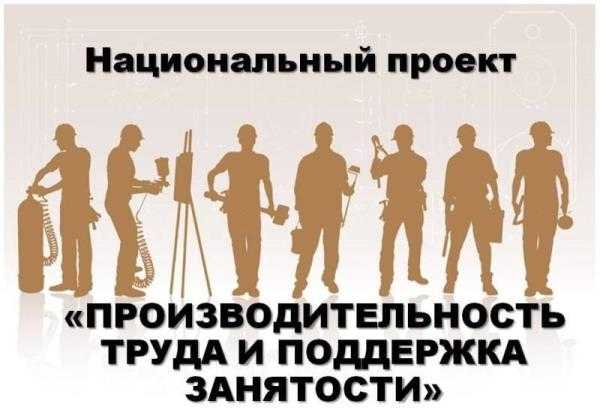 Национальный проект
«ПРОИЗВОДИТЕЛЬНОСТЬ
ТРУДА И ПОДДЕРЖКА
ЗАНЯТОСТИ»